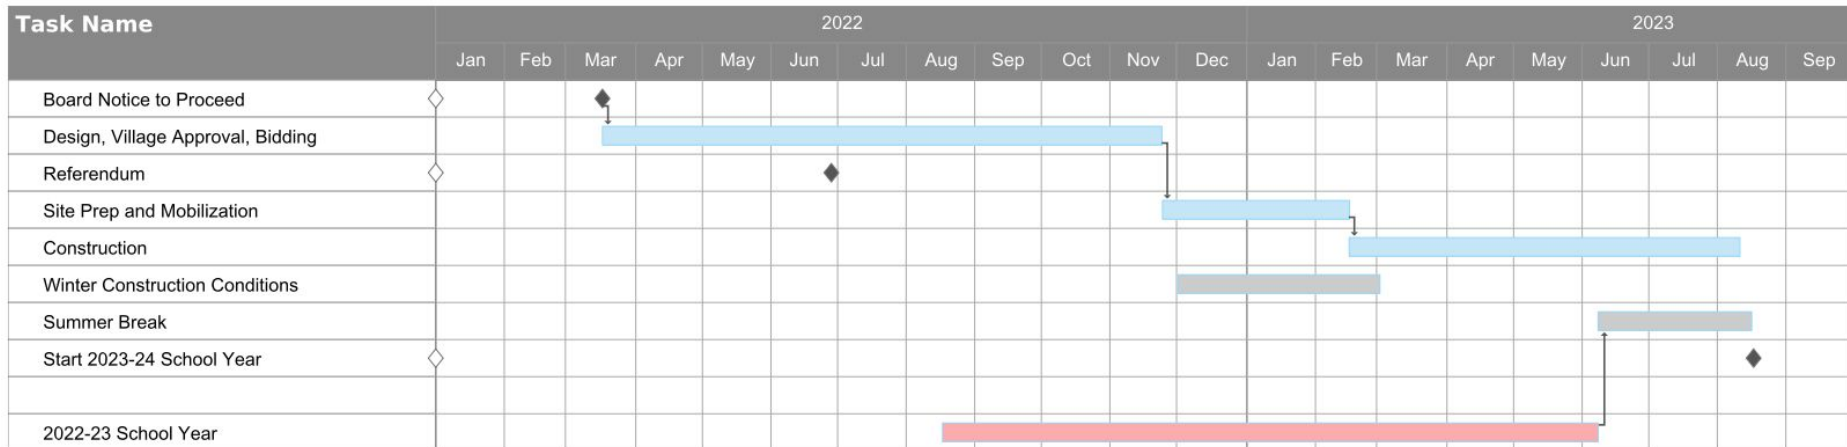 Task Name 2022 2023
Jan Feb Mar Apr May Jun Jul Aug Sep Oct Nov Dec Jan Feb Mar Apr May Jun Jul Aug Sep
Board Notice to Proceed
Design, Village Approval, Bidding
Referendum
Site Prep and Mobilization
Construction
Winter Construction Conditions
Summer Break
Start 2023-24 School Year
2022-23 School Year